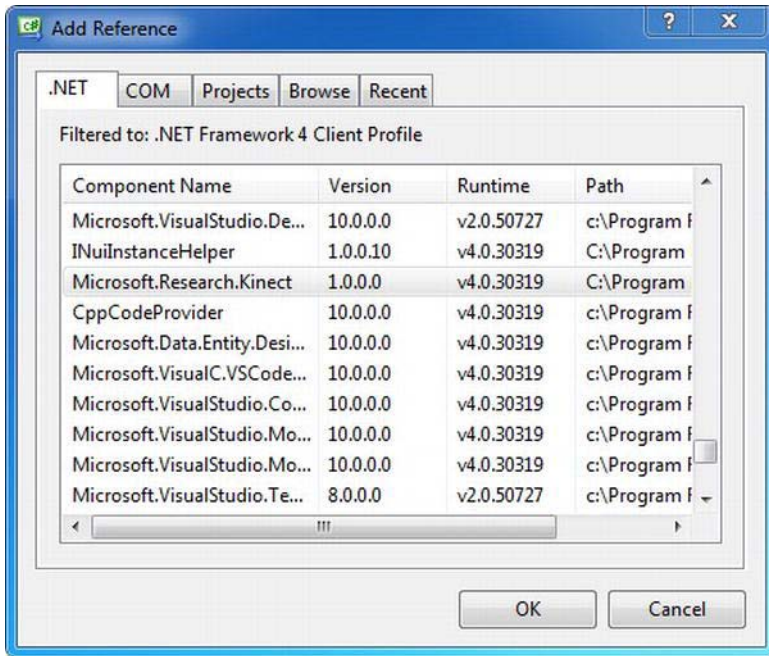 C# Add Reference ? X
.NET COM Projects Browse Recent
Filtered to: .NET Framework 4 Client Profile
Component Name Version Runtime Path
Microsoft.VisualStudio.De... 10.0.0.0 v2.0.50727 c:\Program F
INuiInstanceHelper 1.0.0.10 v4.0.30319 C:\Program
Microsoft.Research.Kinect 1.0.0.0 v4.0.30319 C:\Program
CppCodeProvider 10.0.0.0 v4.0.30319 c:\Program F
Microsoft.Data.Entity.Desi... 10.0.0.0 v4.0.30319 c:\Program F
Microsoft.VisualC.VSCode... 10.0.0.0 v4.0.30319 c:\Program F
Microsoft.VisualStudio.Co... 10.0.0.0 v4.0.30319 c:\Program F
Microsoft.VisualStudio.Mo... 10.0.0.0 v4.0.30319 c:\Program F
Microsoft.VisualStudio.Mo... 10.0.0.0 v4.0.30319 c:\Program F
Microsoft.VisualStudio.Te... 8.0.0.0 v2.0.50727 c:\Program F
OK Cancel